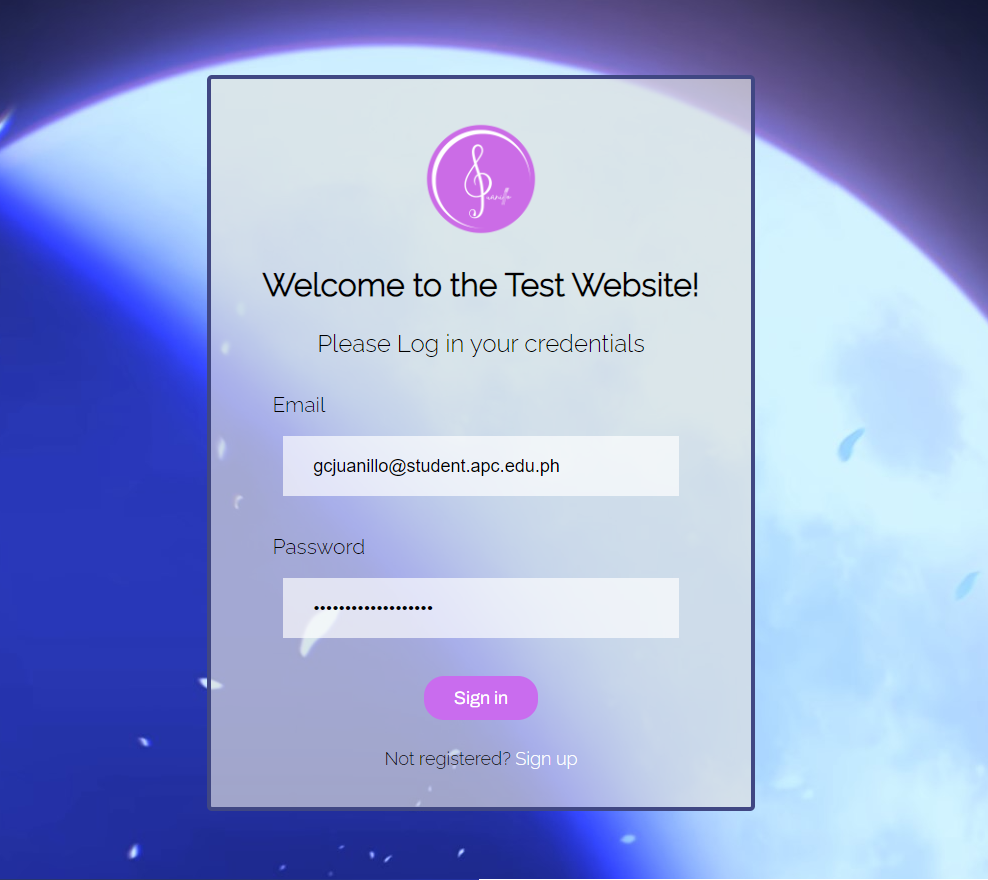 Welcome to the Test Website!
Please Log in your credentials
Email
gcjuanillo@student.apc.edu.ph
Password
•••••••••••••••••••
Sign in
Not registered? Sign up